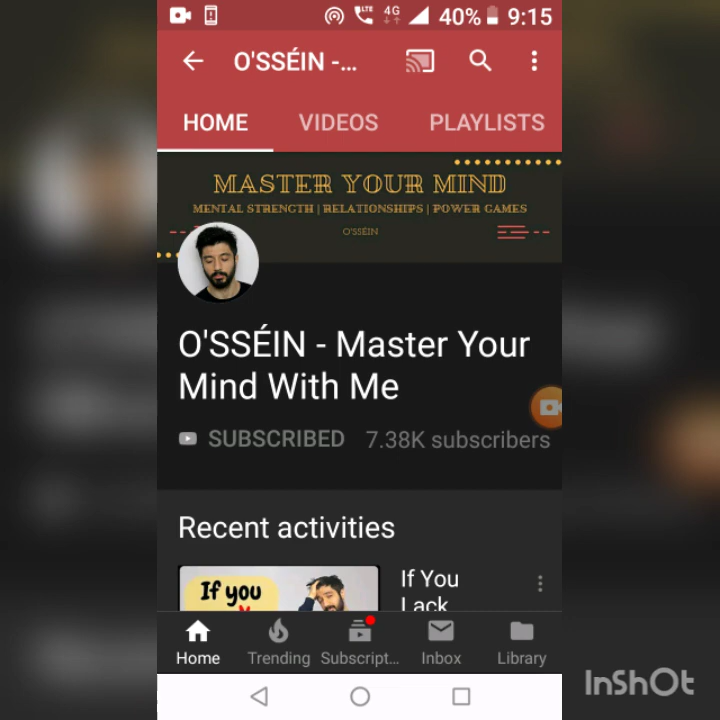 LTE 4G 40% 9:15
O'SSÉIN -...
HOME VIDEOS PLAYLISTS
MASTER YOUR MIND
MENTAL STRENGTH | RELATIONSHIPS | POWER GAMES
O'SSÉIN
O'SSÉIN - Master Your
Mind With Me
SUBSCRIBED 7.38K subscribers
Recent activities
If you
If You
Lack
Home Trending Subscript... Inbox Library
InShOt